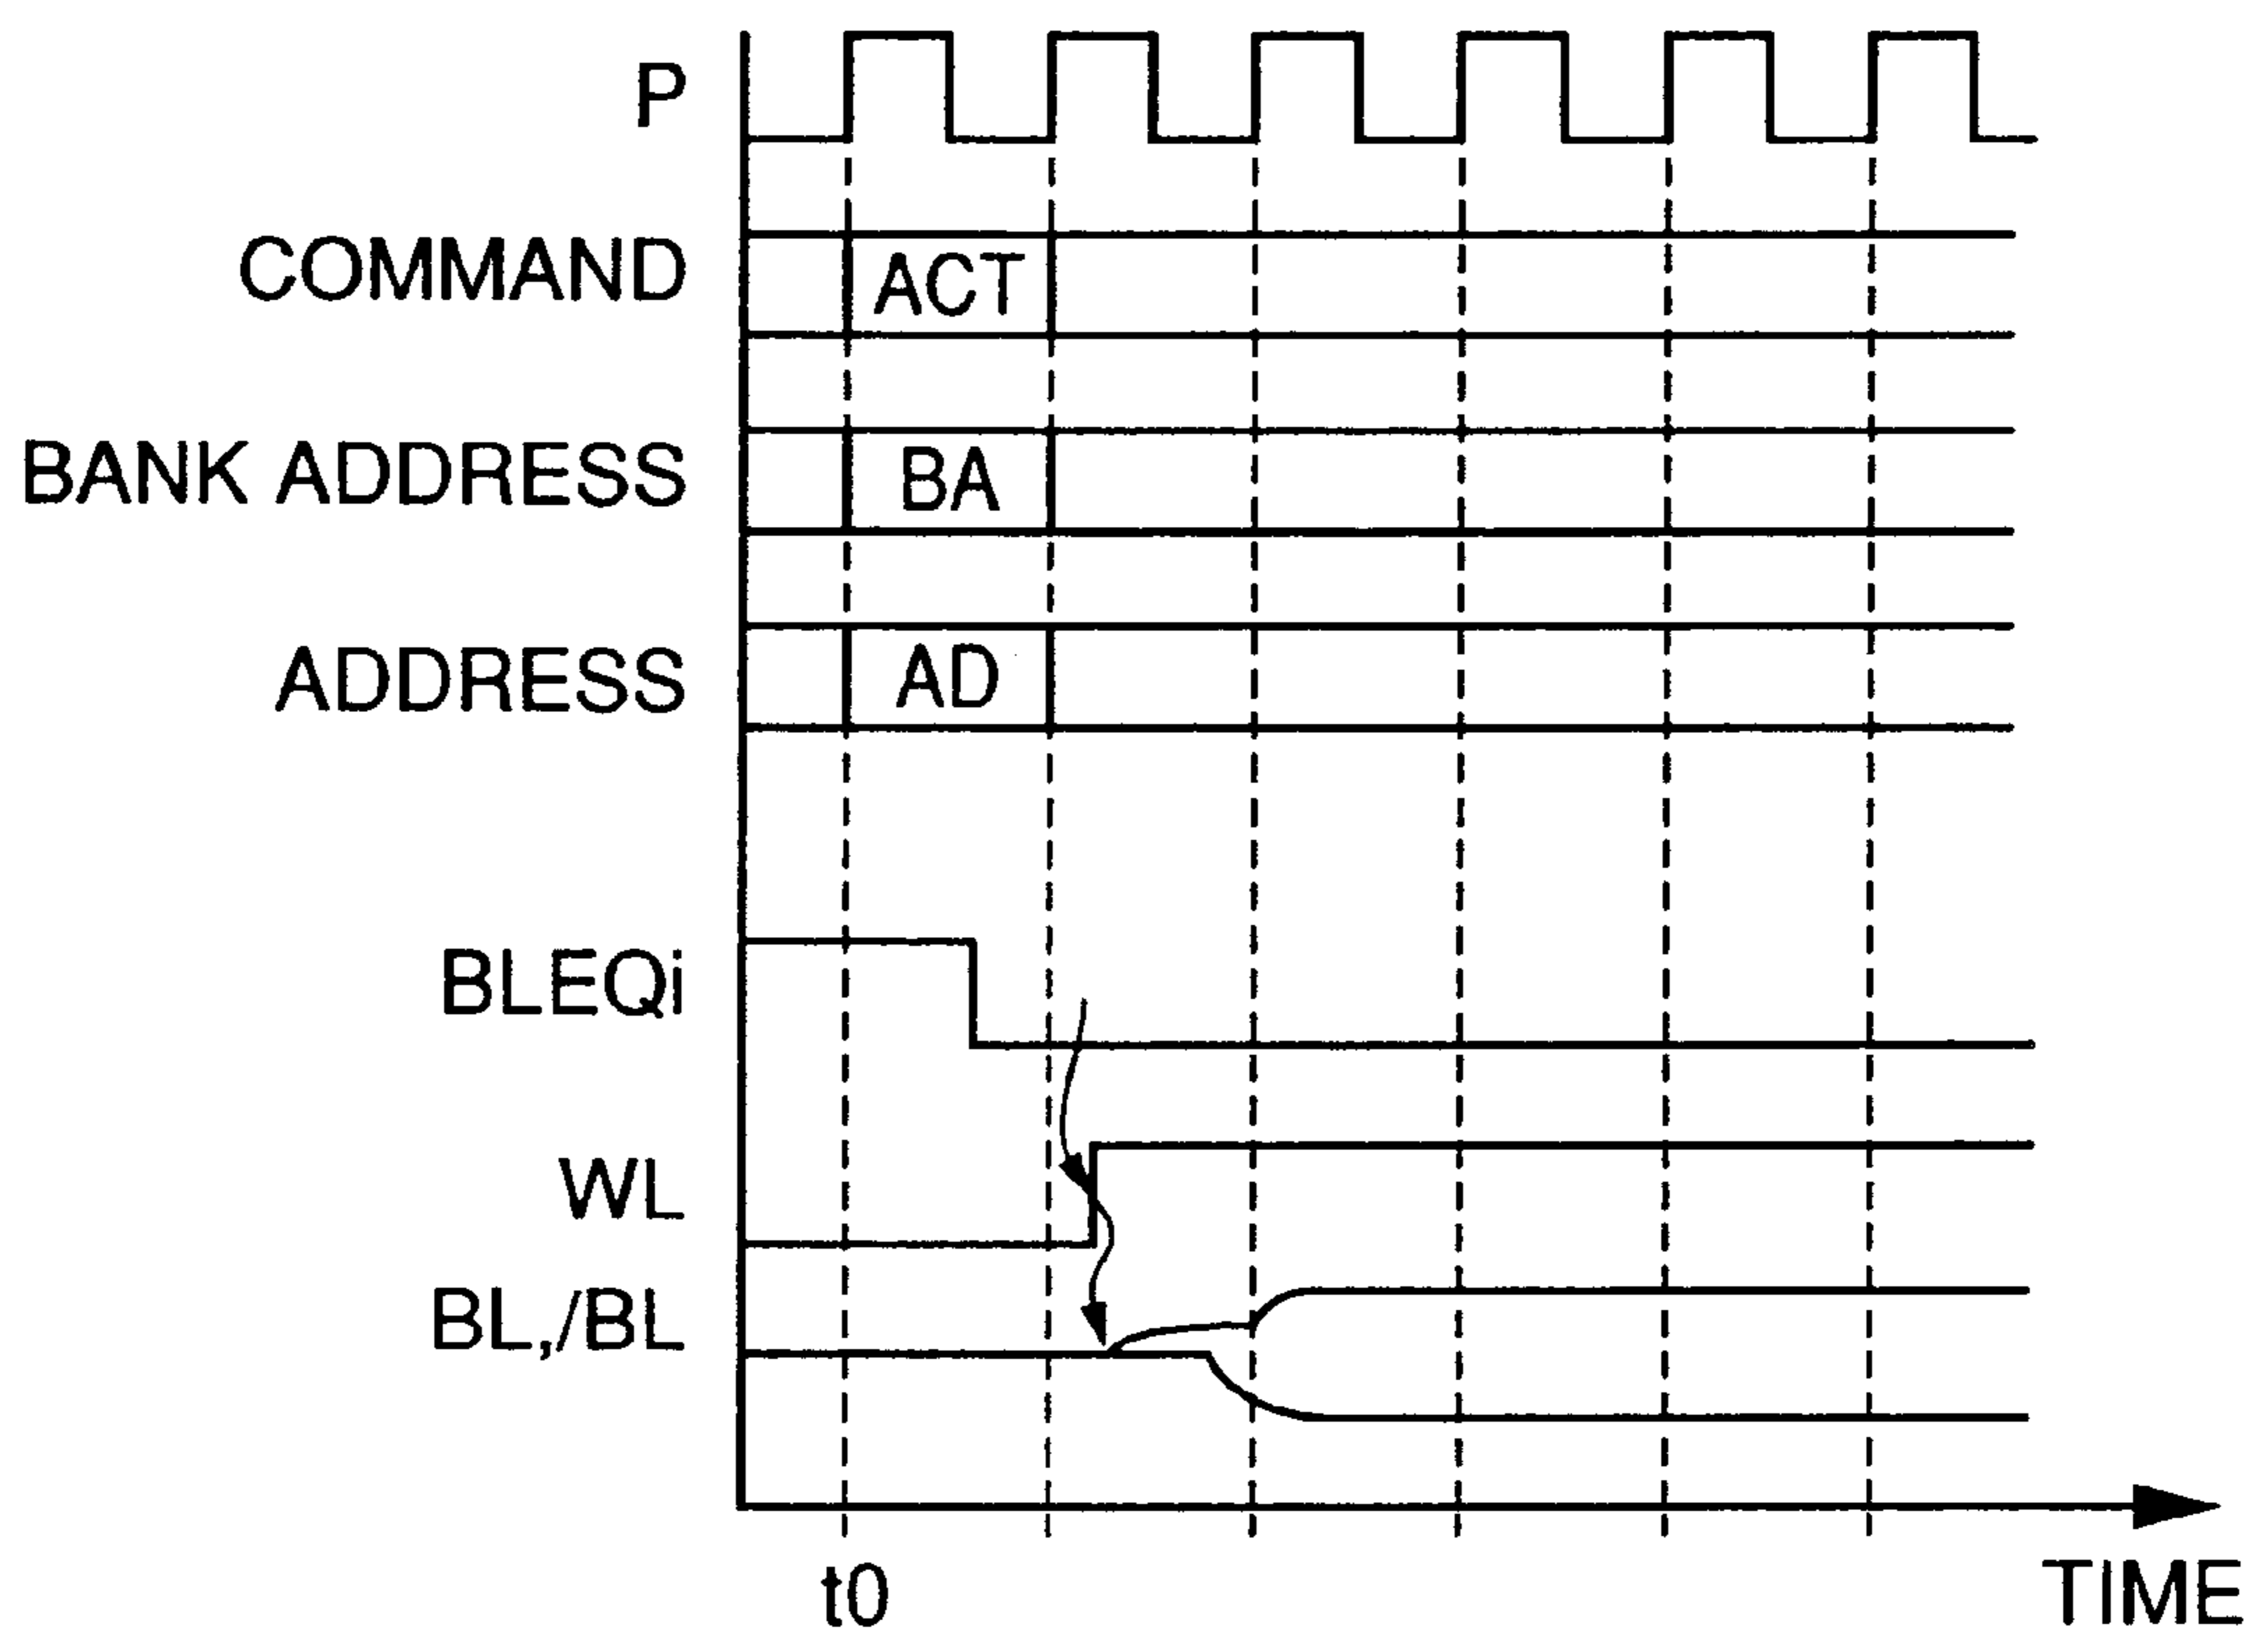 P
COMMAND
ACT
BANK ADDRESS
BA
ADDRESS
AD
BLEQi
WL
BL,/BL
t0
TIME